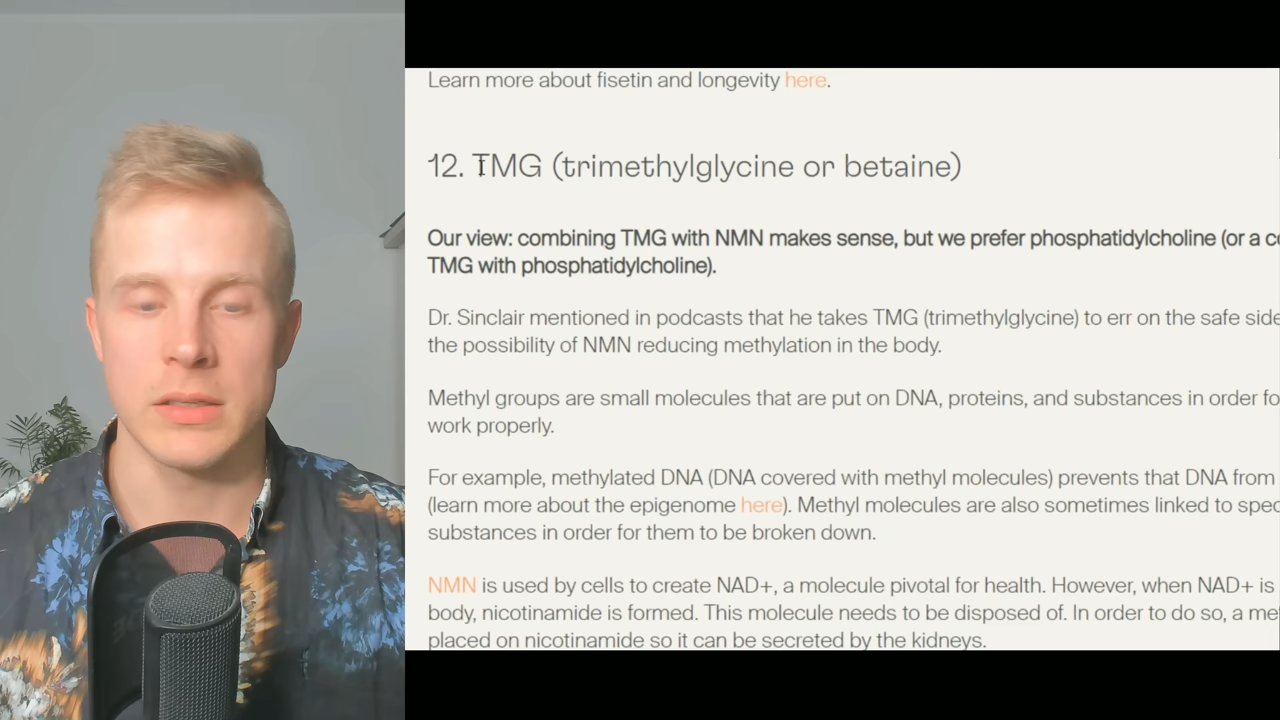 Learn more about fisetin and longevity here.
12. TMG (trimethylglycine or betaine)
Our view: combining TMG with NMN makes sense, but we prefer phosphatidylcholine (or a
TMG with phosphatidylcholine).
Dr. Sinclair mentioned in podcasts that he takes TMG (trimethylglycine) to err on the safe side
the possibility of NMN reducing methylation in the body.
Methyl groups are small molecules that are put on DNA, proteins, and substances in order
work properly.
For example, methylated DNA (DNA covered with methyl molecules) prevents that DNA from
(learn more about the epigenome here). Methyl molecules are also sometimes linked to
substances in order for them to be broken down.
NMN is used by cells to create NAD+, a molecule pivotal for health. However, when NAD+ is
body, nicotinamide is formed. This molecule needs to be disposed of. In order to do so, a
placed on nicotinamide so it can be secreted by the kidneys.